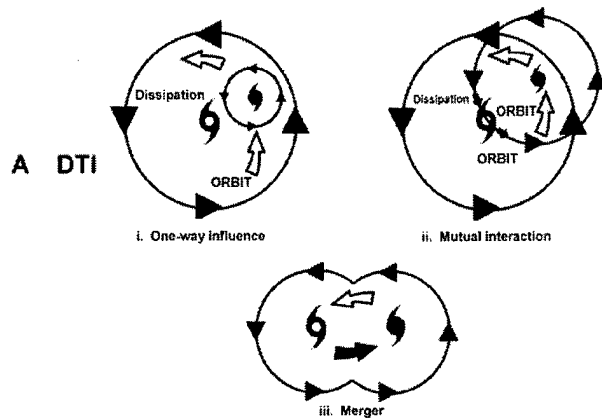 Dissipation
ORBIT
i. One-way influence
A DTI
Dissipation
ORBIT
ORBIT
ii. Mutual interaction
iii. Merger